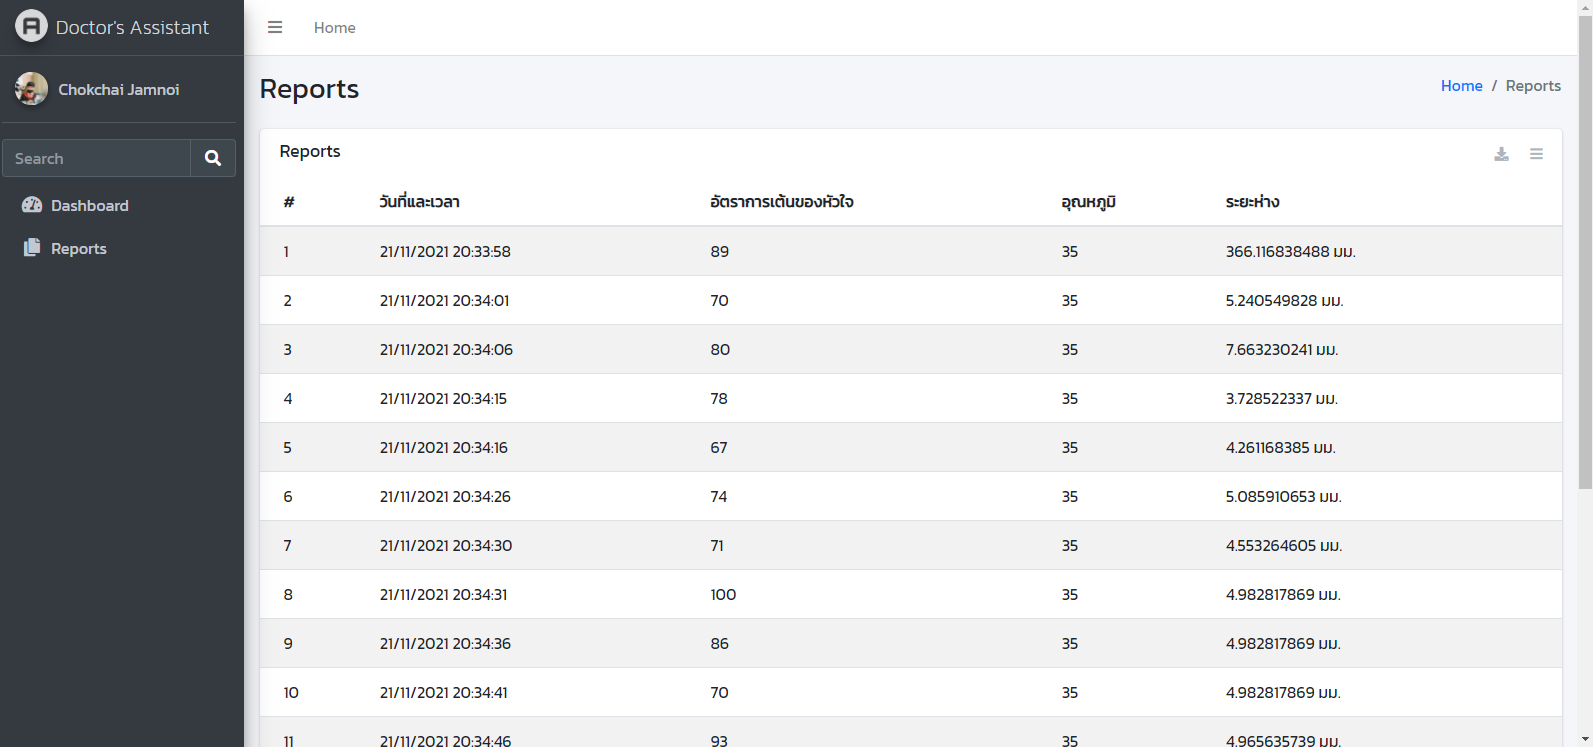 Doctor's Assistant
Home
Chokchai Jamnoi
Search
Dashboard
Reports
Reports
Home / Reports
Reports
# วันที่และเวลา อัตราการเต้นของหัวใจ อุณหภูมิ ระยะห่าง
1 21/11/2021 20:33:58 89 35 366.116838488 มม.
2 21/11/2021 20:34:01 70 35 5.240549828 มม.
3 21/11/2021 20:34:06 80 35 7.663230241 มม.
4 21/11/2021 20:34:15 78 35 3.728522337 มม.
5 21/11/2021 20:34:16 67 35 4.261168385 มม.
6 21/11/2021 20:34:26 74 35 5.085910653 มม.
7 21/11/2021 20:34:30 71 35 4.553264605 มม.
8 21/11/2021 20:34:31 100 35 4.982817869 มม.
9 21/11/2021 20:34:36 86 35 4.982817869 มม.
10 21/11/2021 20:34:41 70 35 4.982817869 มม.
11 21/11/2021 20:34:46 93 35 4.965635739 มม.